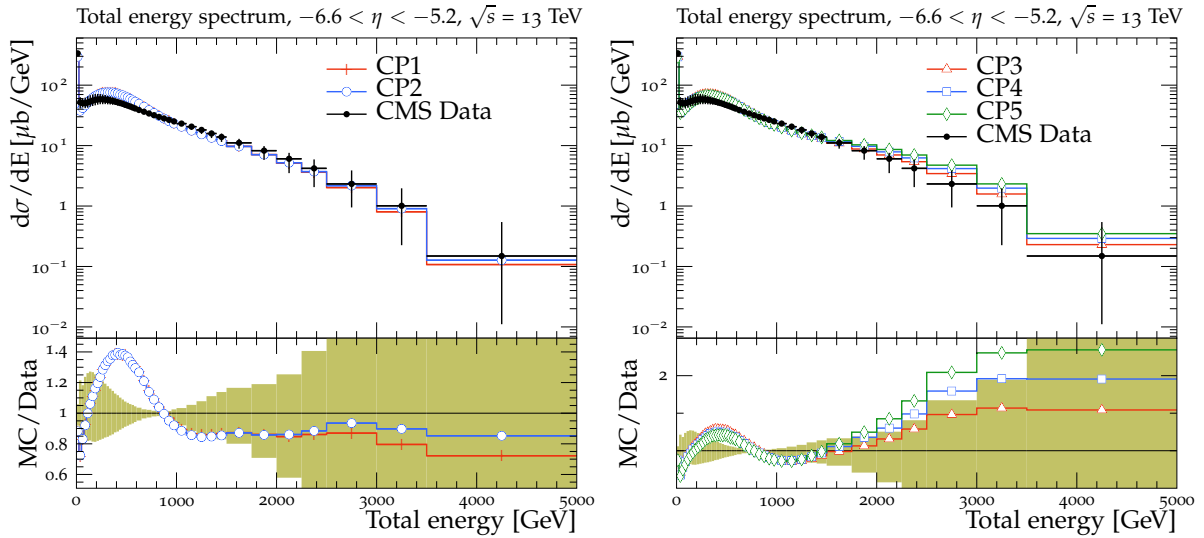 Total energy spectrum, −6.6 < η < −5.2, √s = 13 TeV
dσ/dE [μb/GeV]
10²
10
1
10⁻¹
10⁻²
CP1
CP2
CMS Data
MC/Data
1.4
1.2
1
0.8
0.6
0 1000 2000 3000 4000 5000
Total energy [GeV]
Total energy spectrum, −6.6 < η < −5.2, √s = 13 TeV
dσ/dE [μb/GeV]
10²
10
1
10⁻¹
10⁻²
CP3
CP4
CP5
CMS Data
MC/Data
2
0 1000 2000 3000 4000 5000
Total energy [GeV]